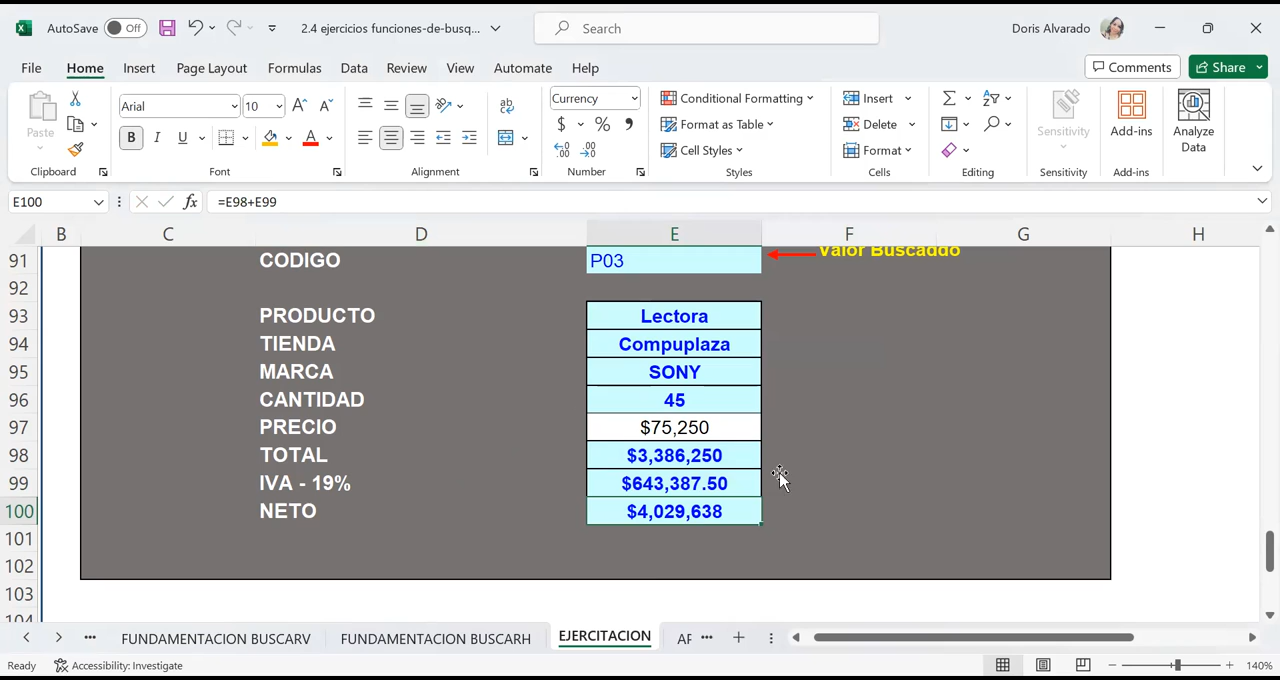 AutoSave Off 2.4 ejercicios funciones-de-busq... Search Doris Alvarado
File Home Insert Page Layout Formulas Data Review View Automate Help Comments Share
Paste Arial 10 Currency Conditional Formatting Insert Sensitivity Add-ins Analyze Data
B I U $ % Format as Table Delete
Cell Styles Format
Clipboard Font Alignment Number Styles Cells Editing Sensitivity Add-ins
E100 fx =E98+E99
B C D E F G H
91 CODIGO P03 Valor Buscaddo
92
93 PRODUCTO Lectora
94 TIENDA Compuplaza
95 MARCA SONY
96 CANTIDAD 45
97 PRECIO $75,250
98 TOTAL $3,386,250
99 IVA - 19% $643,387.50
100 NETO $4,029,638
101
102
103
104
FUNDAMENTACION BUSCARV FUNDAMENTACION BUSCARH EJERCITACION AF
Ready Accessibility: Investigate 140%